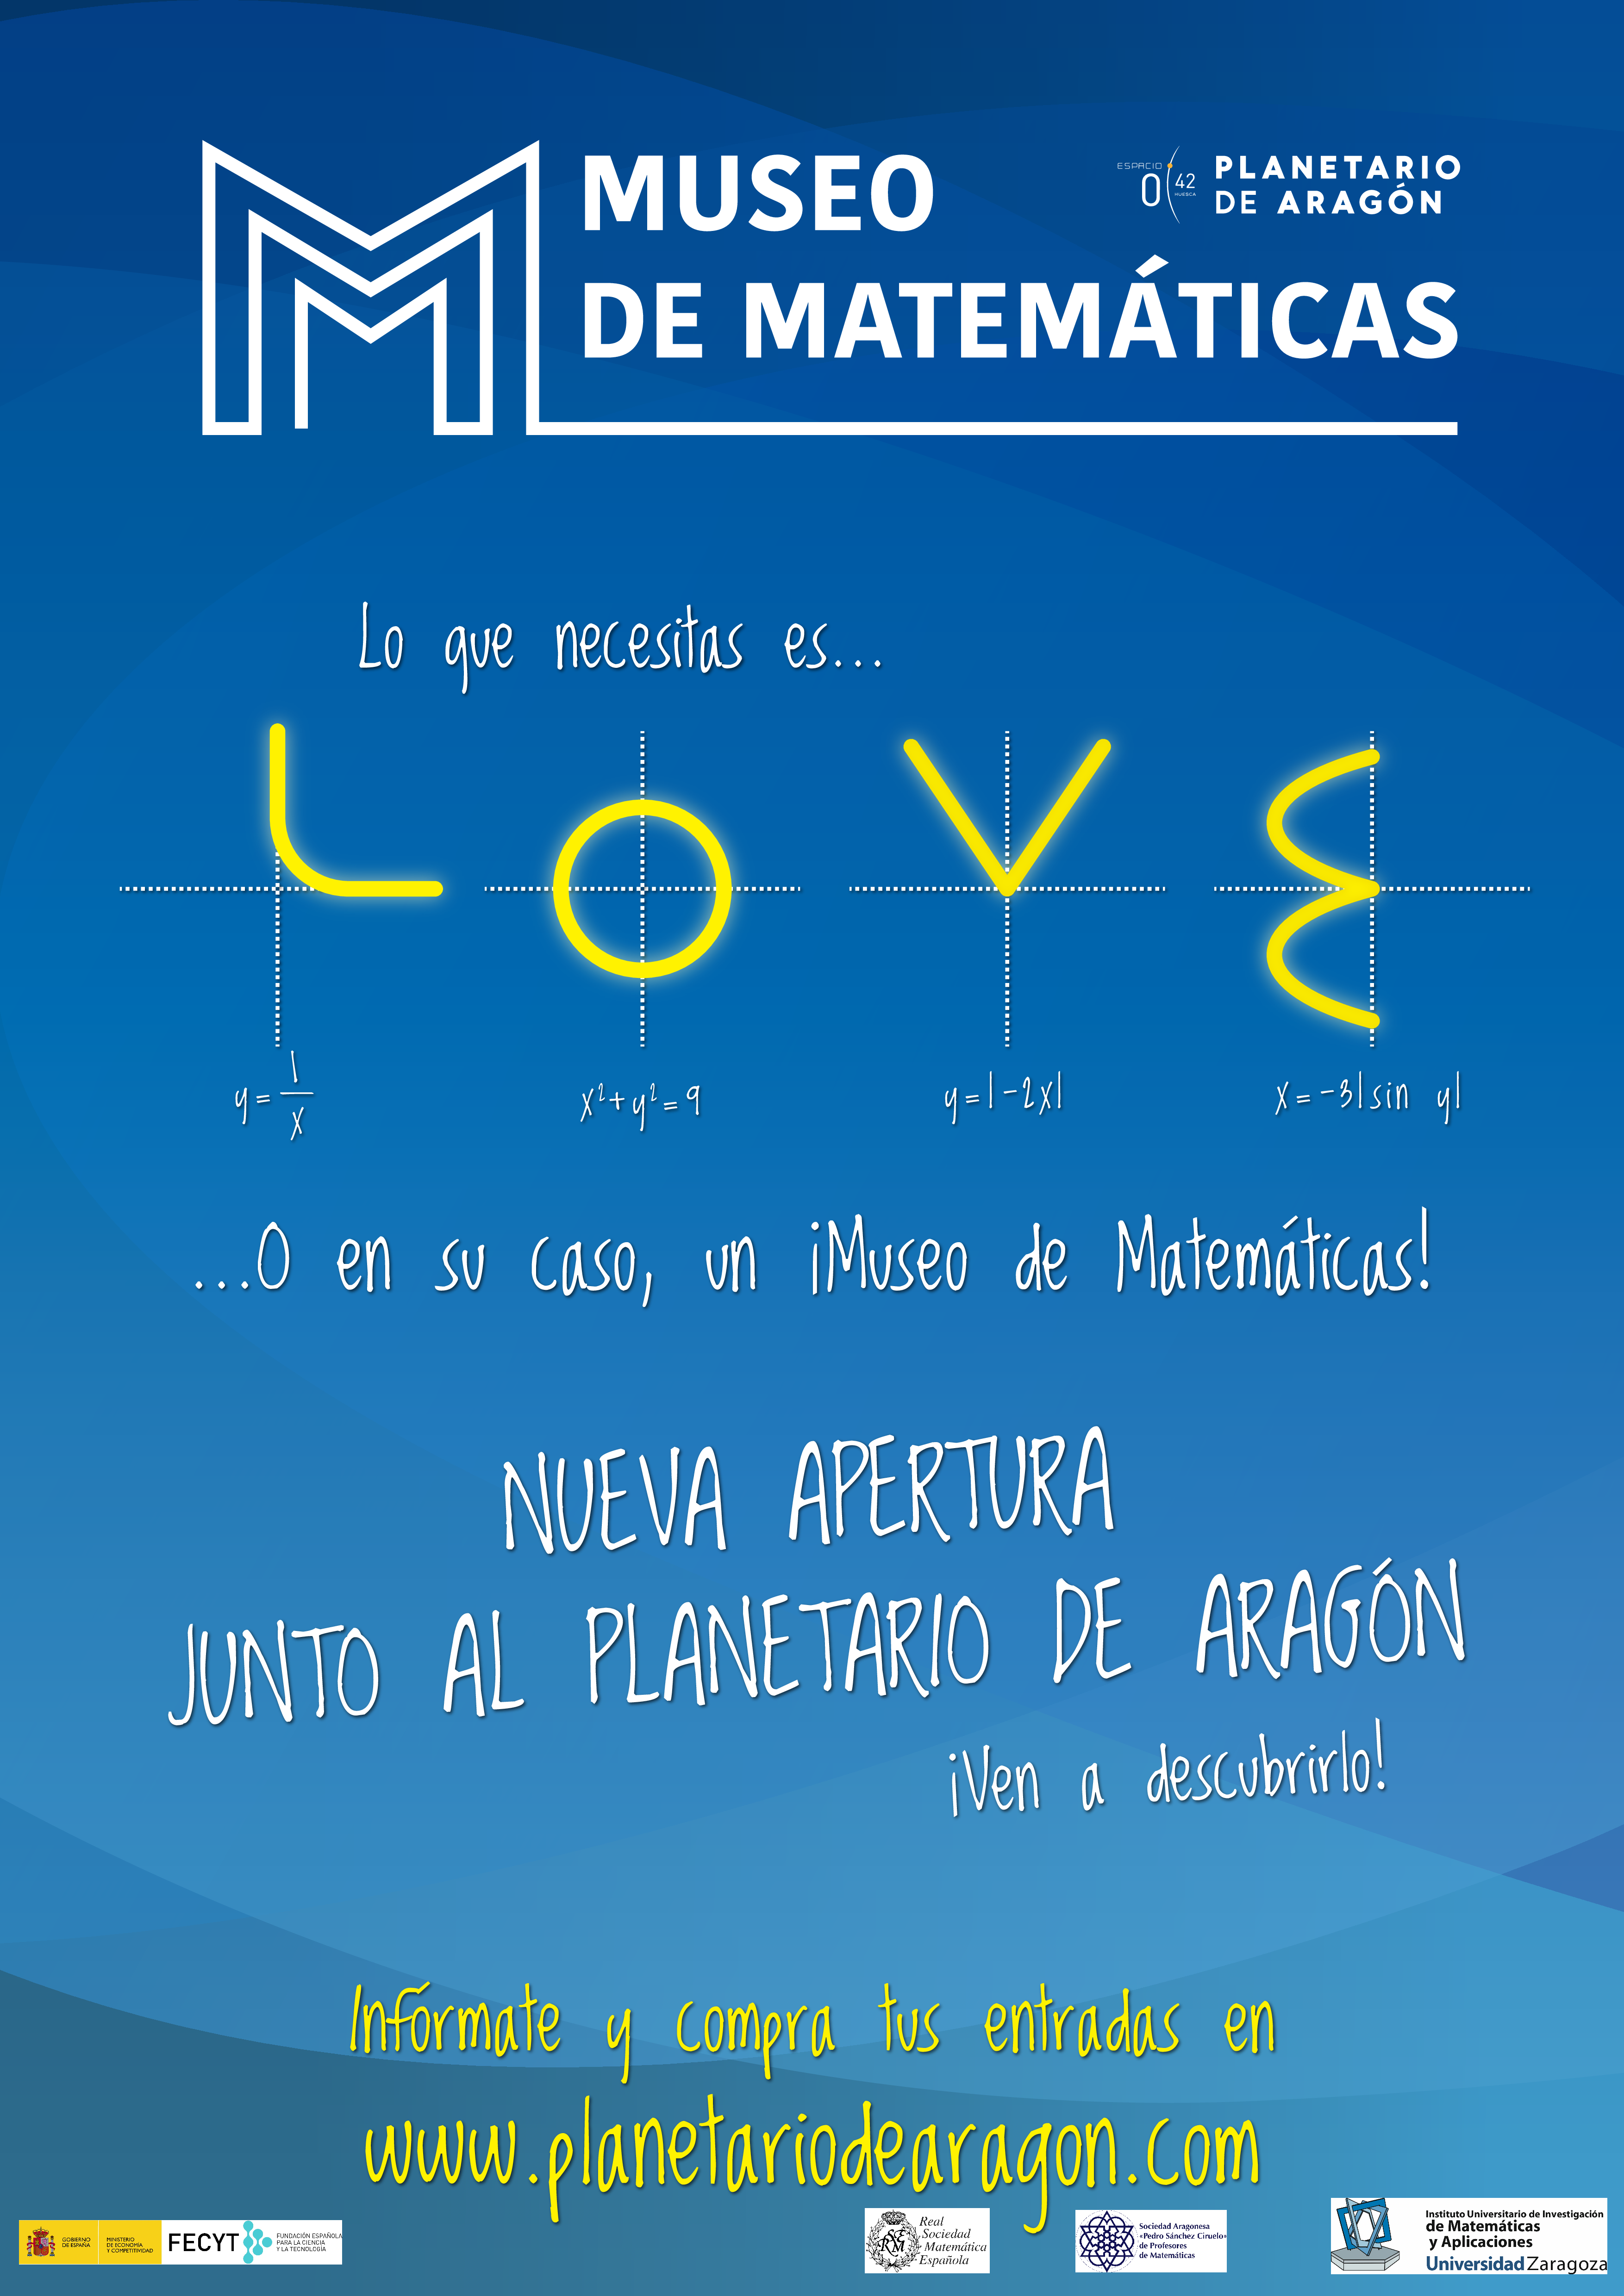 MUSEO
DE MATEMÁTICAS
ESPACIO
0 42
HUESCA
PLANETARIO
DE ARAGÓN
Lo que necesitas es...
y = 1/x
x² + y² = 9
y = |-2x|
x = -3|sin y|
...O en su caso, un ¡Museo de Matemáticas!
NUEVA APERTURA
JUNTO AL PLANETARIO DE ARAGÓN
¡Ven a descubrirlo!
Infórmate y compra tus entradas en
www.planetariodearagon.com
GOBIERNO
DE ESPAÑA
MINISTERIO
DE ECONOMÍA
Y COMPETITIVIDAD
FECYT
FUNDACIÓN ESPAÑOLA
PARA LA CIENCIA
Y LA TECNOLOGÍA
RSME
Real
Sociedad
Matemática
Española
Sociedad Aragonesa
«Pedro Sánchez Ciruelo»
de Profesores
de Matemáticas
Instituto Universitario de Investigación
de Matemáticas
y Aplicaciones
Universidad Zaragoza